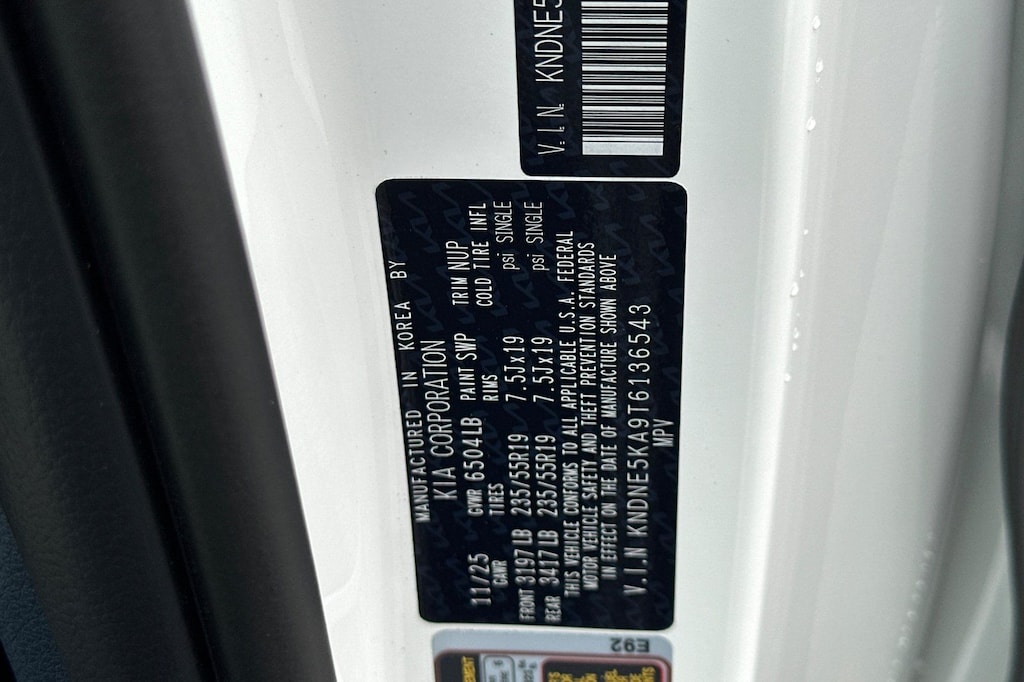 V.I.N. KNDNE5
MANUFACTURED IN KOREA BY
KIA CORPORATION
11/25 GVWR 6504LB PAINT SWP TRIM NUP
GAWR TIRES RIMS COLD TIRE INFL
FRONT 3197LB 235/55R19 7.5Jx19 psi SINGLE
REAR 3417LB 235/55R19 7.5Jx19 psi SINGLE
THIS VEHICLE CONFORMS TO ALL APPLICABLE U.S.A. FEDERAL
MOTOR VEHICLE SAFETY AND THEFT PREVENTION STANDARDS
IN EFFECT ON THE DATE OF MANUFACTURE SHOWN ABOVE
V.I.N KNDNE5KA9T6136543
MPV
E92